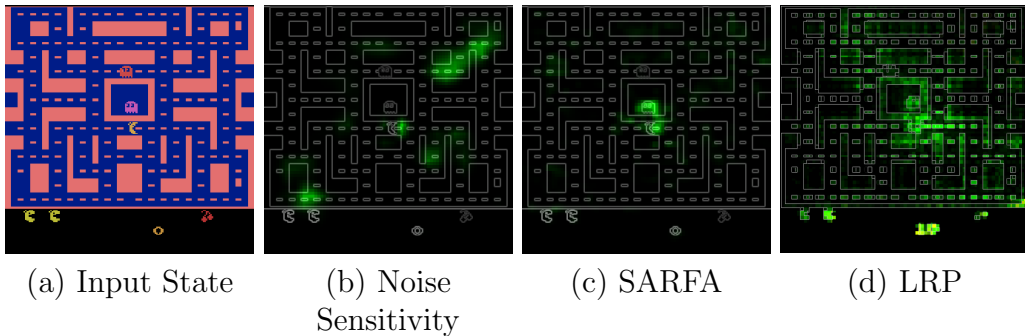 (a) Input State
(b) Noise
Sensitivity
(c) SARFA
(d) LRP